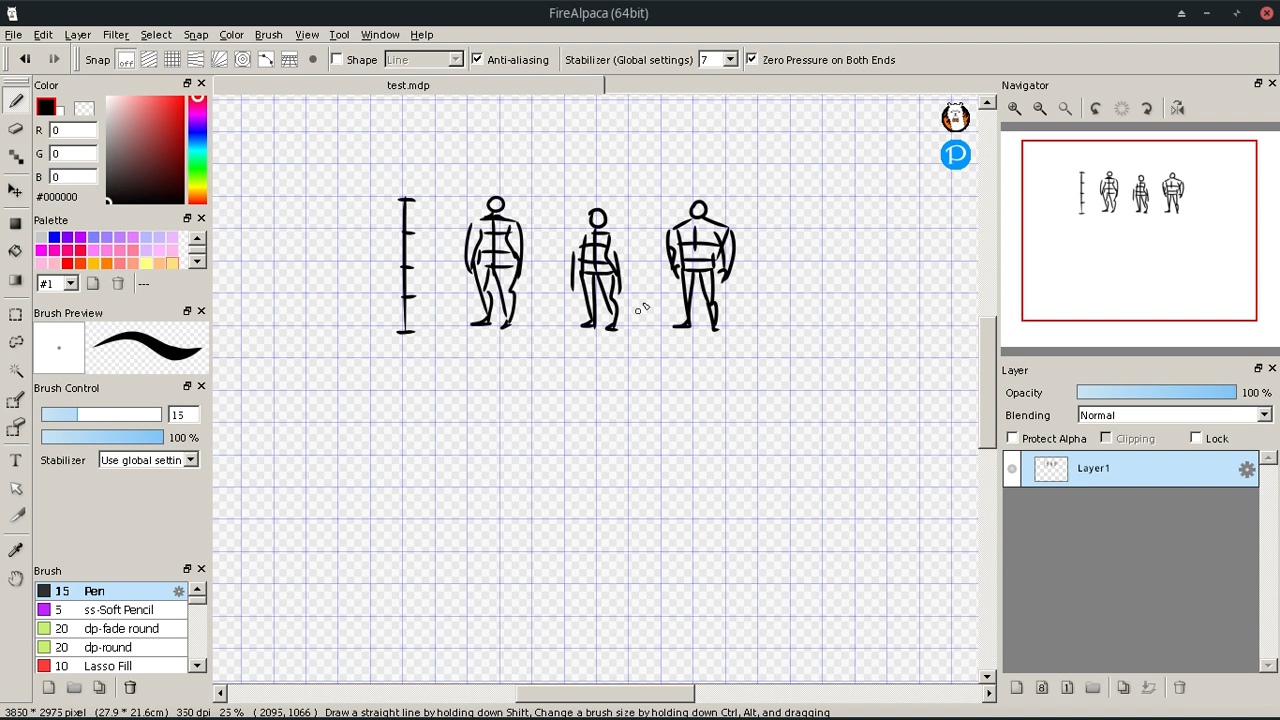 FireAlpaca (64bit)
File Edit Layer Filter Select Snap Color Brush View Tool Window Help
Snap off Shape Line Anti-aliasing Stabilizer (Global settings) 7 Zero Pressure on Both Ends
Color
R 0
G 0
B 0
#000000
Palette
#1 ---
Brush Preview
Brush Control
15
100 %
Stabilizer Use global settin
Brush
15 Pen
5 ss-Soft Pencil
20 dp-fade round
20 dp-round
10 Lasso Fill
test.mdp
P
Navigator
Layer
Opacity 100 %
Blending Normal
Protect Alpha Clipping Lock
Layer1
8 1
3850 * 2975 pixel (27.9 * 21.6cm) 350 dpi 25 % ( 2095, 1066 ) Draw a straight line by holding down Shift, Change a brush size by holding down Ctrl, Alt, and dragging